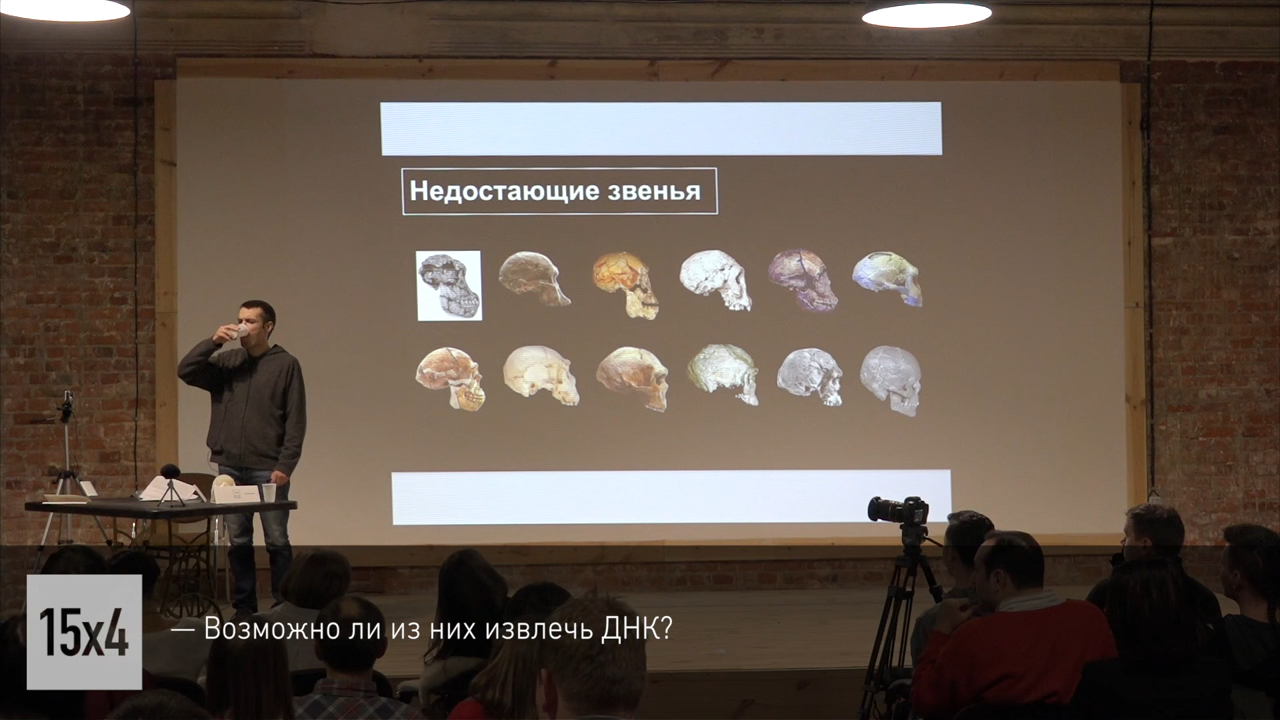 Недостающие звенья
15x4
— Возможно ли из них извлечь ДНК?